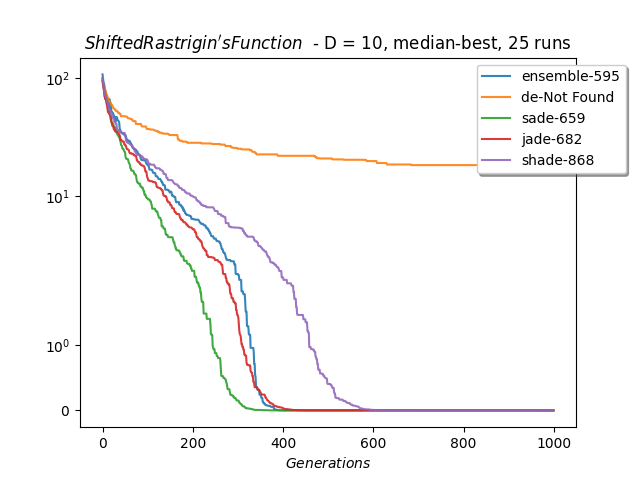 ShiftedRastrigin'sFunction - D = 10, median-best, 25 runs
ensemble-595
de-Not Found
sade-659
jade-682
shade-868
10²
10¹
10⁰
0
0 200 400 600 800 1000
Generations